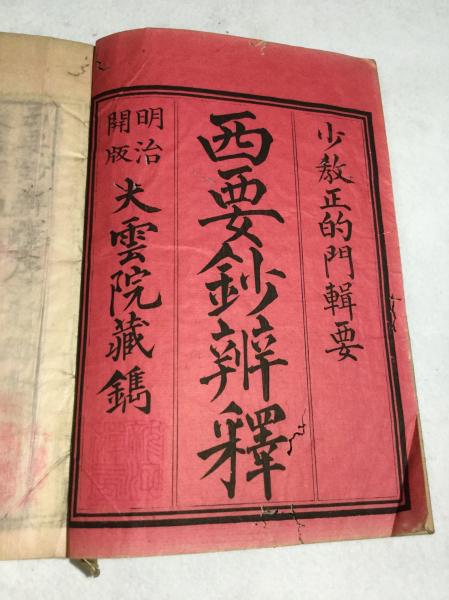 少教正的門輯要
西要鈔辨釋
明治
開版
大雲院藏鐫